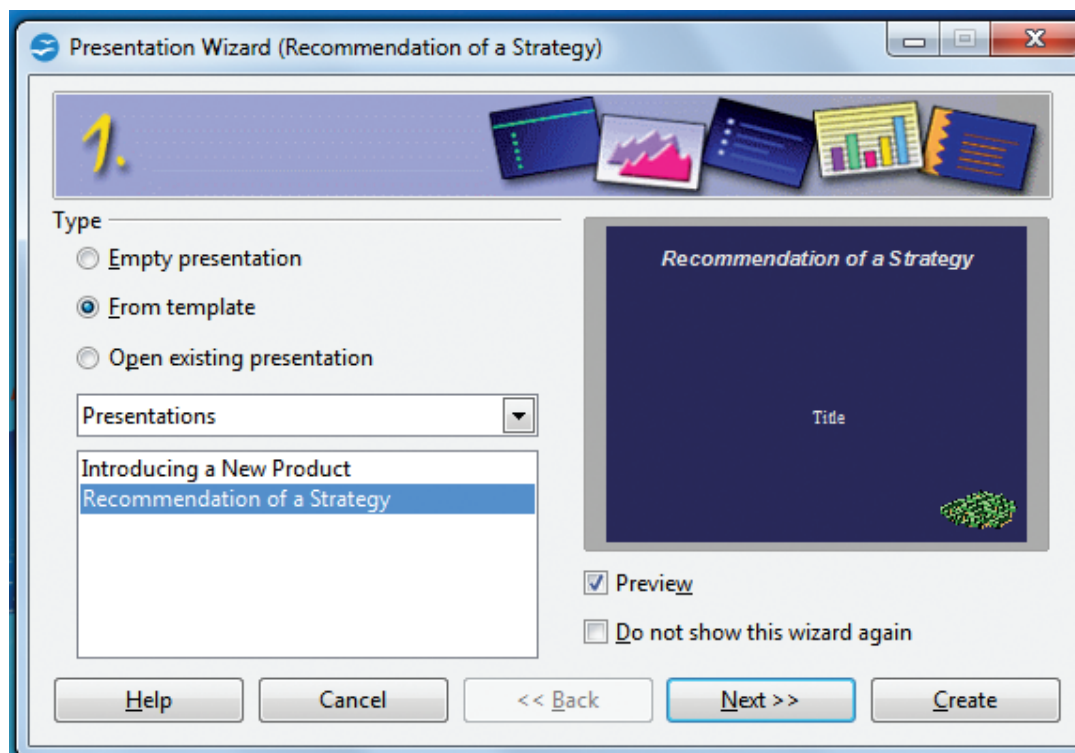 Presentation Wizard (Recommendation of a Strategy)
1.
Type
Empty presentation
From template
Open existing presentation
Presentations
Introducing a New Product
Recommendation of a Strategy
Recommendation of a Strategy
Title
Preview
Do not show this wizard again
Help
Cancel
<< Back
Next >>
Create